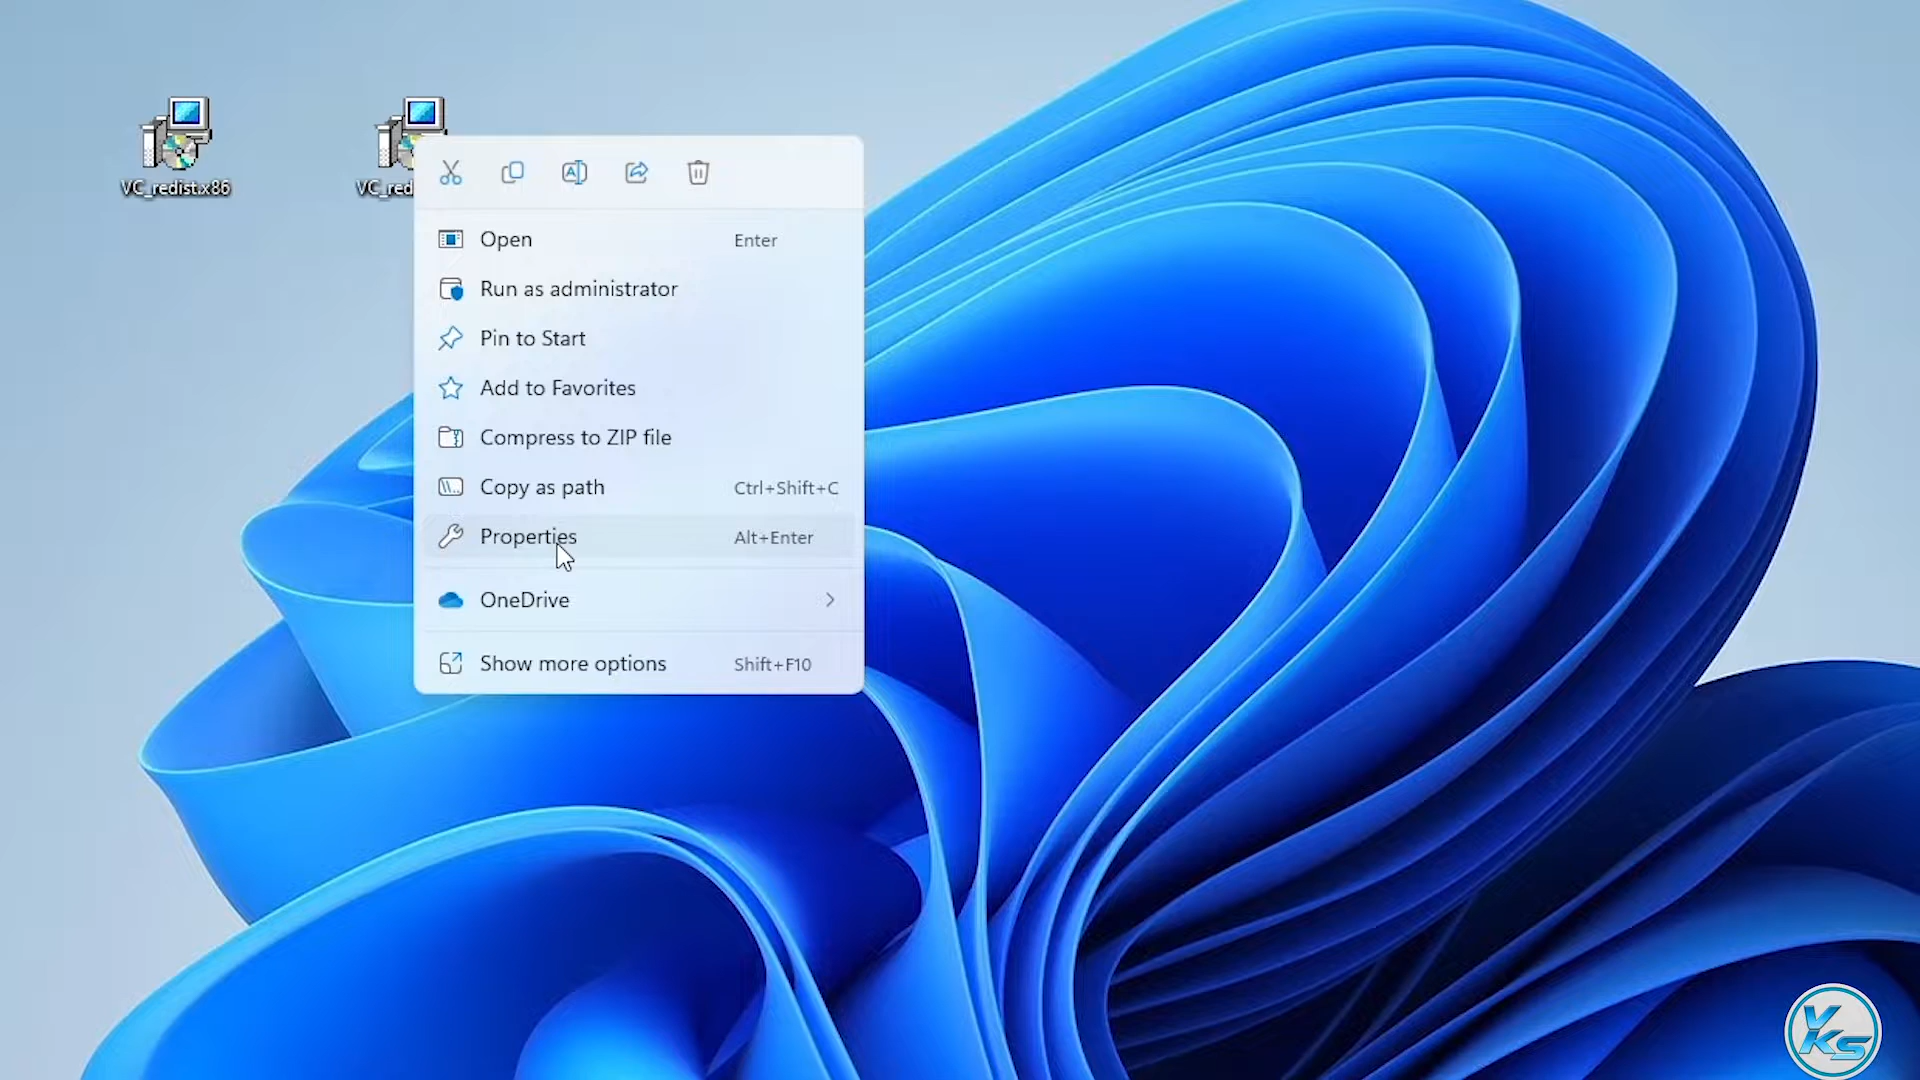 VC_redist.x86
VC_red
Open Enter
Run as administrator
Pin to Start
Add to Favorites
Compress to ZIP file
Copy as path Ctrl+Shift+C
Properties Alt+Enter
OneDrive
Show more options Shift+F10
YKS